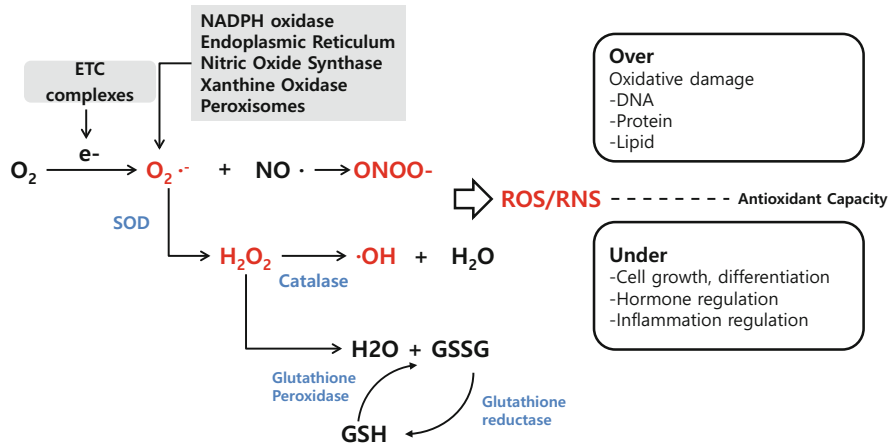 NADPH oxidase
Endoplasmic Reticulum
Nitric Oxide Synthase
Xanthine Oxidase
Peroxisomes
ETC
complexes
e-
O₂
O₂·⁻ + NO · ONOO-
SOD
H₂O₂ ·OH + H₂O
Catalase
H2O + GSSG
Glutathione
Peroxidase
Glutathione
reductase
GSH
ROS/RNS
Antioxidant Capacity
Over
Oxidative damage
-DNA
-Protein
-Lipid
Under
-Cell growth, differentiation
-Hormone regulation
-Inflammation regulation